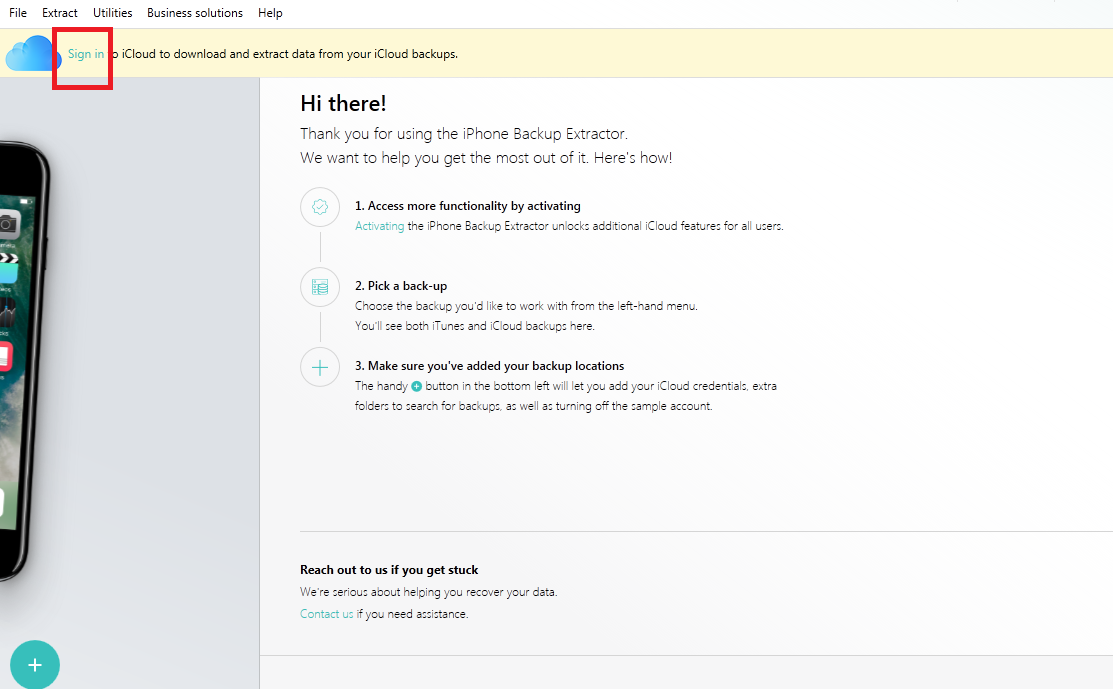 File Extract Utilities Business solutions Help
Sign in to iCloud to download and extract data from your iCloud backups.
Hi there!
Thank you for using the iPhone Backup Extractor.
We want to help you get the most out of it. Here's how!
1. Access more functionality by activating
Activating the iPhone Backup Extractor unlocks additional iCloud features for all users.
2. Pick a back-up
Choose the backup you'd like to work with from the left-hand menu.
You'll see both iTunes and iCloud backups here.
3. Make sure you've added your backup locations
The handy + button in the bottom left will let you add your iCloud credentials, extra
folders to search for backups, as well as turning off the sample account.
Reach out to us if you get stuck
We're serious about helping you recover your data.
Contact us if you need assistance.